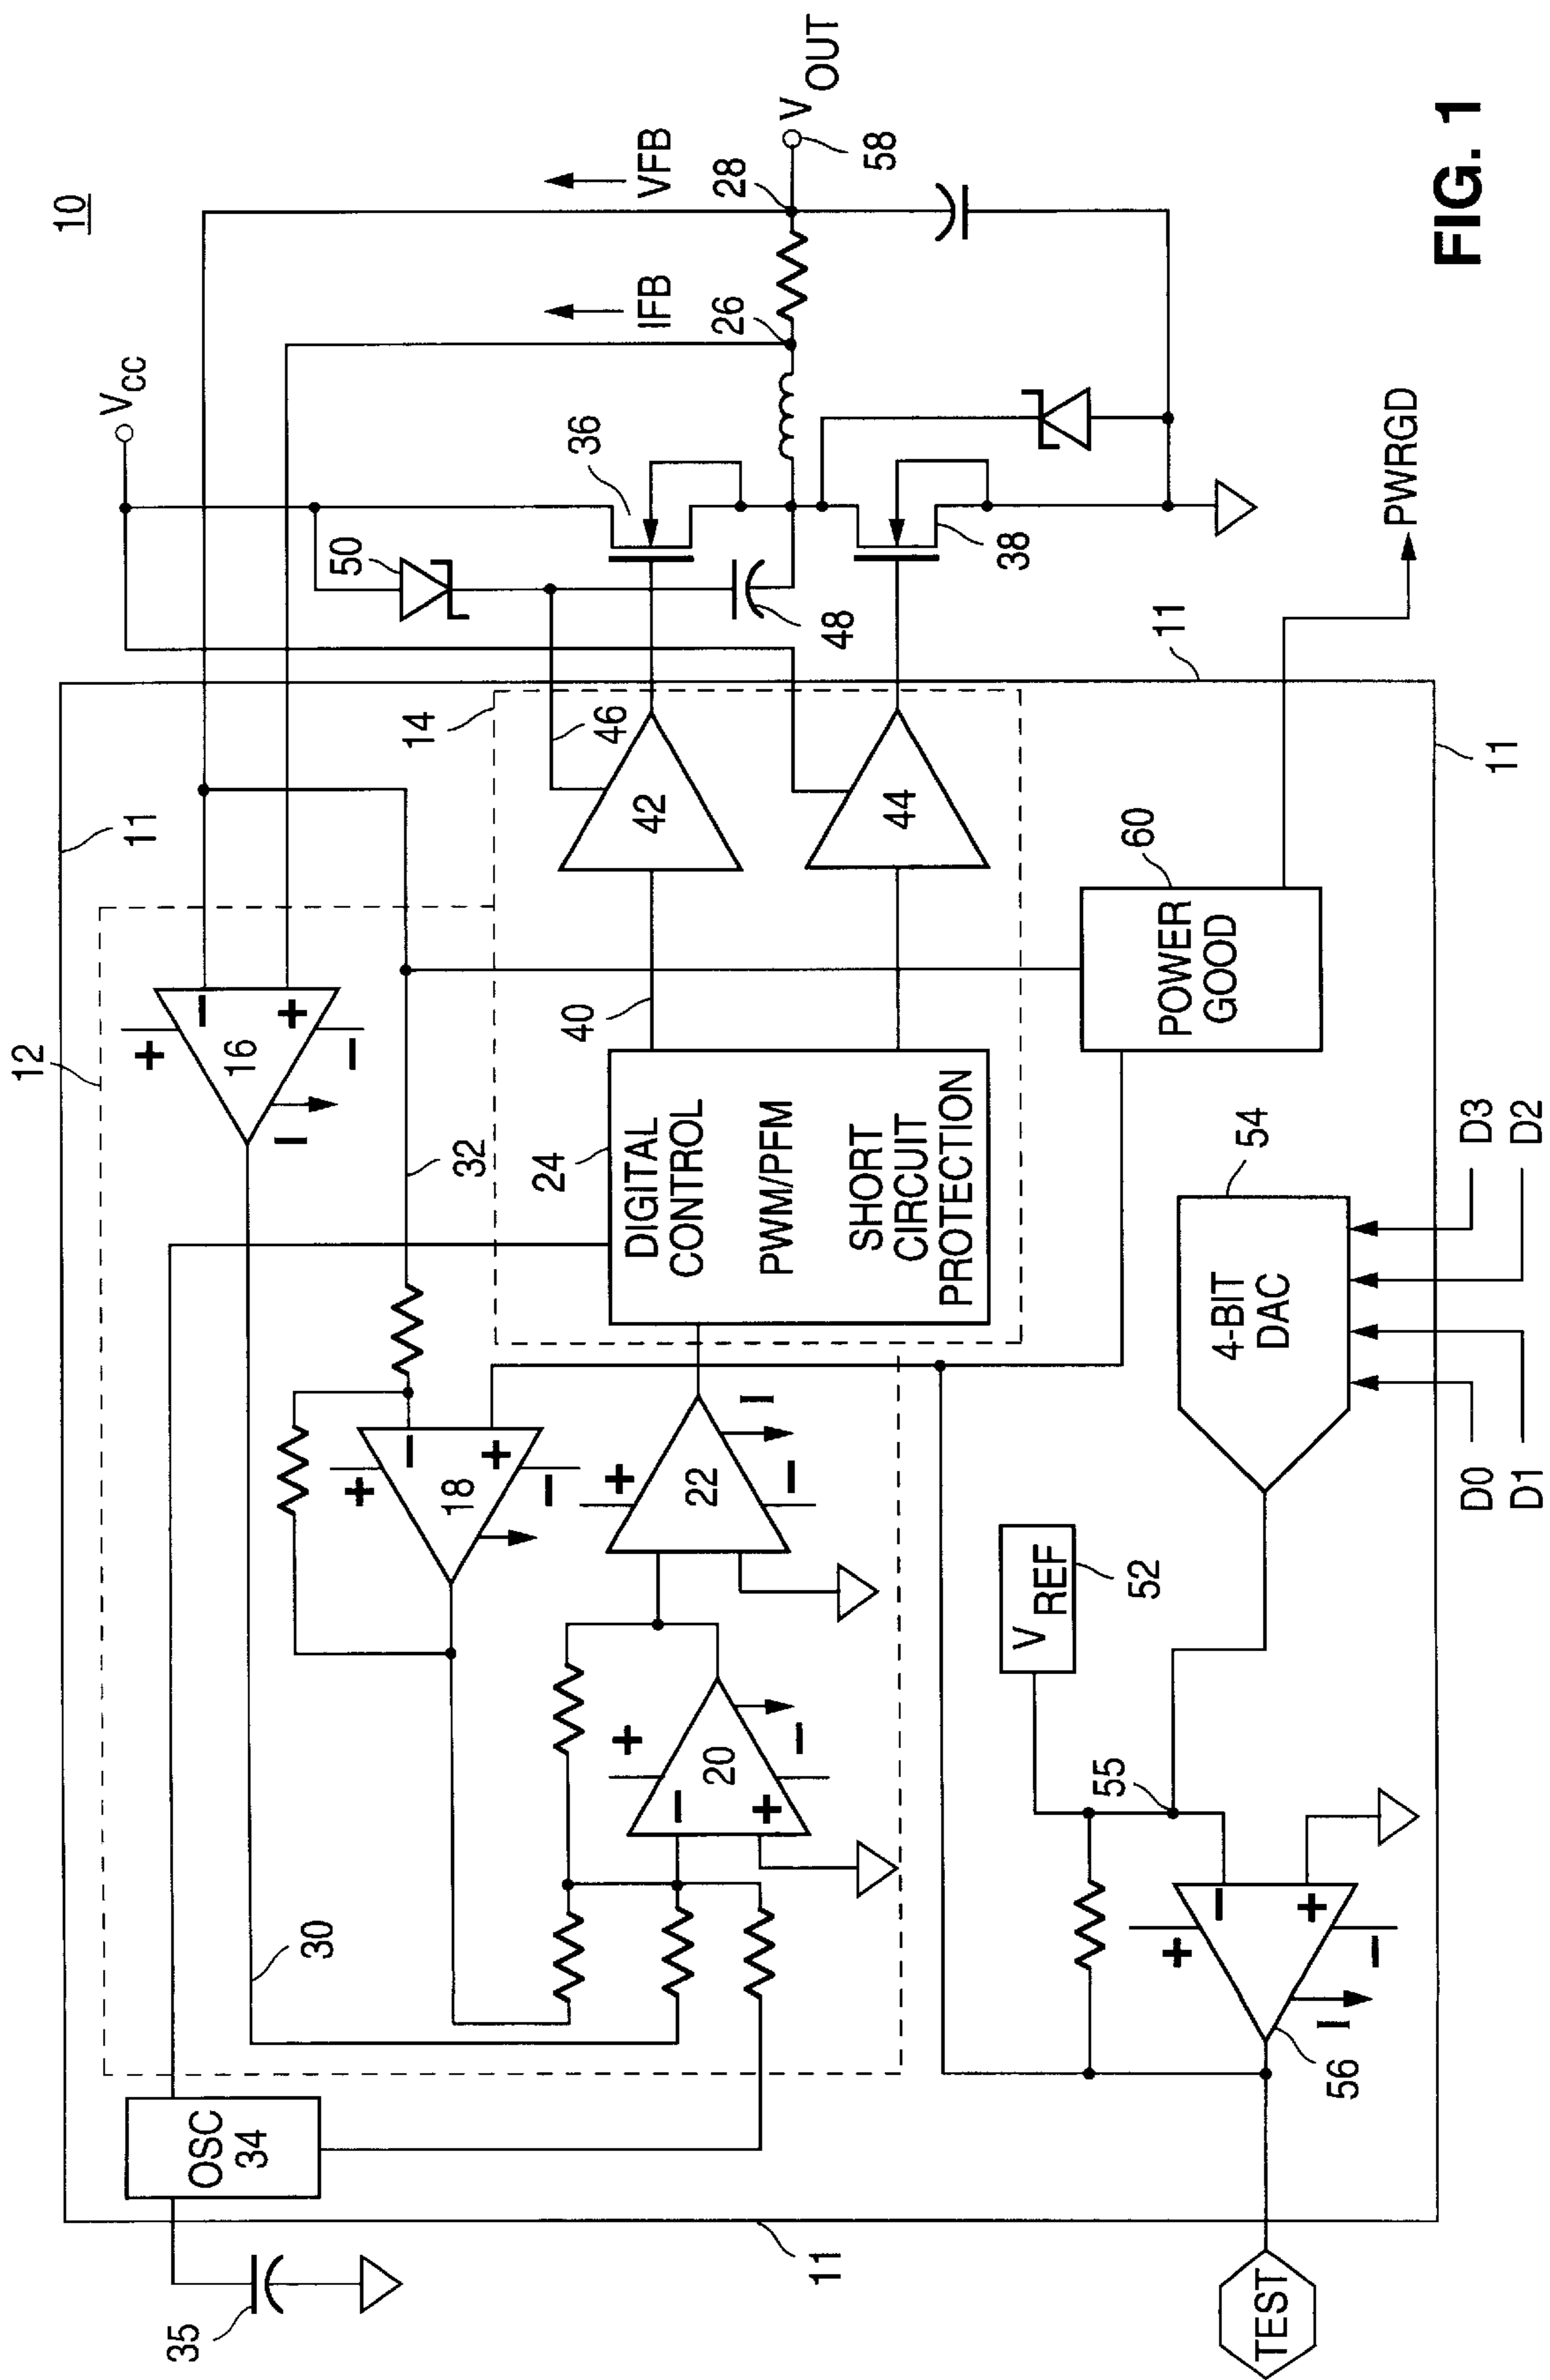 10
VCC
VOUT
58
VFB
28
IFB
26
36
50
48
38
PWRGD
11
11
11
11
12
14
46
42
44
+
−
16
−
+
I
40
32
24
DIGITAL
CONTROL
PWM/PFM
SHORT
CIRCUIT
PROTECTION
60
POWER
GOOD
+
−
18
−
+
+
22
−
I
54
4-BIT
DAC
D3
D2
D0
D1
VREF
52
+
−
20
−
+
55
30
+
−
−
+
I
56
OSC
34
35
TEST
FIG. 1